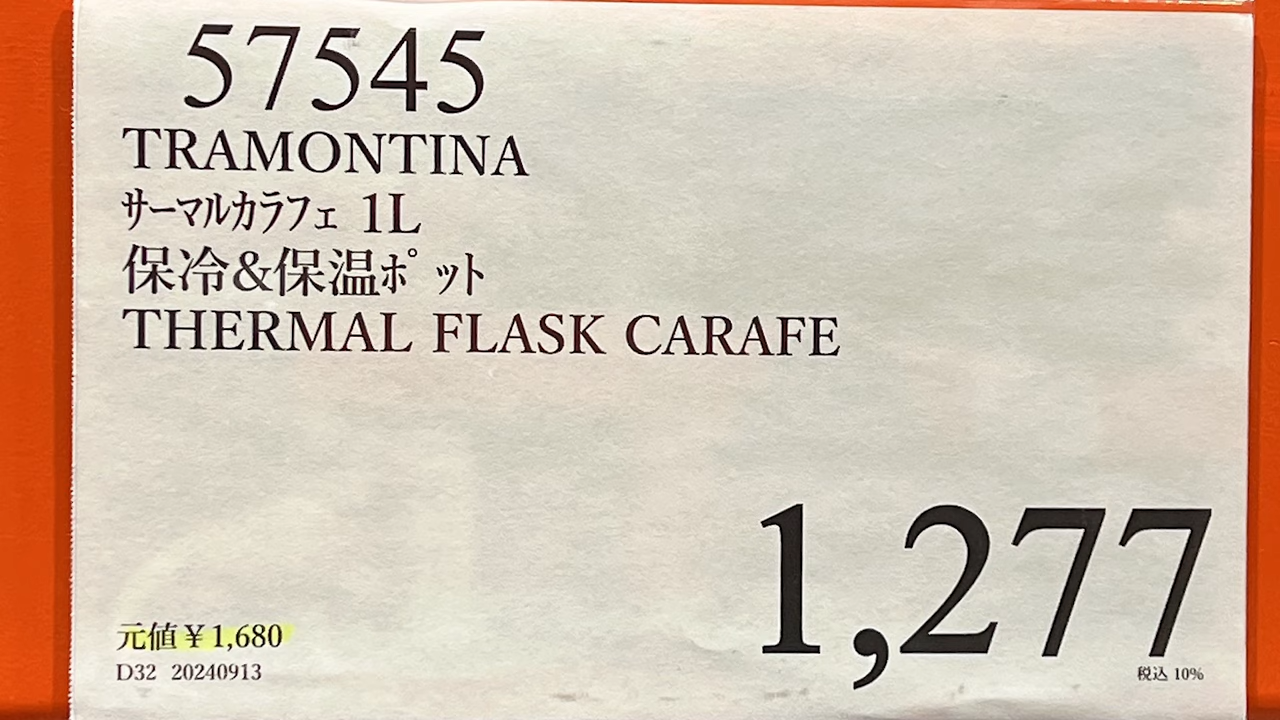 57545
TRAMONTINA
サーマルカラフェ 1L
保冷&保温ﾎﾟｯﾄ
THERMAL FLASK CARAFE
1,277
元値¥1,680
D32 20240913
税込 10%